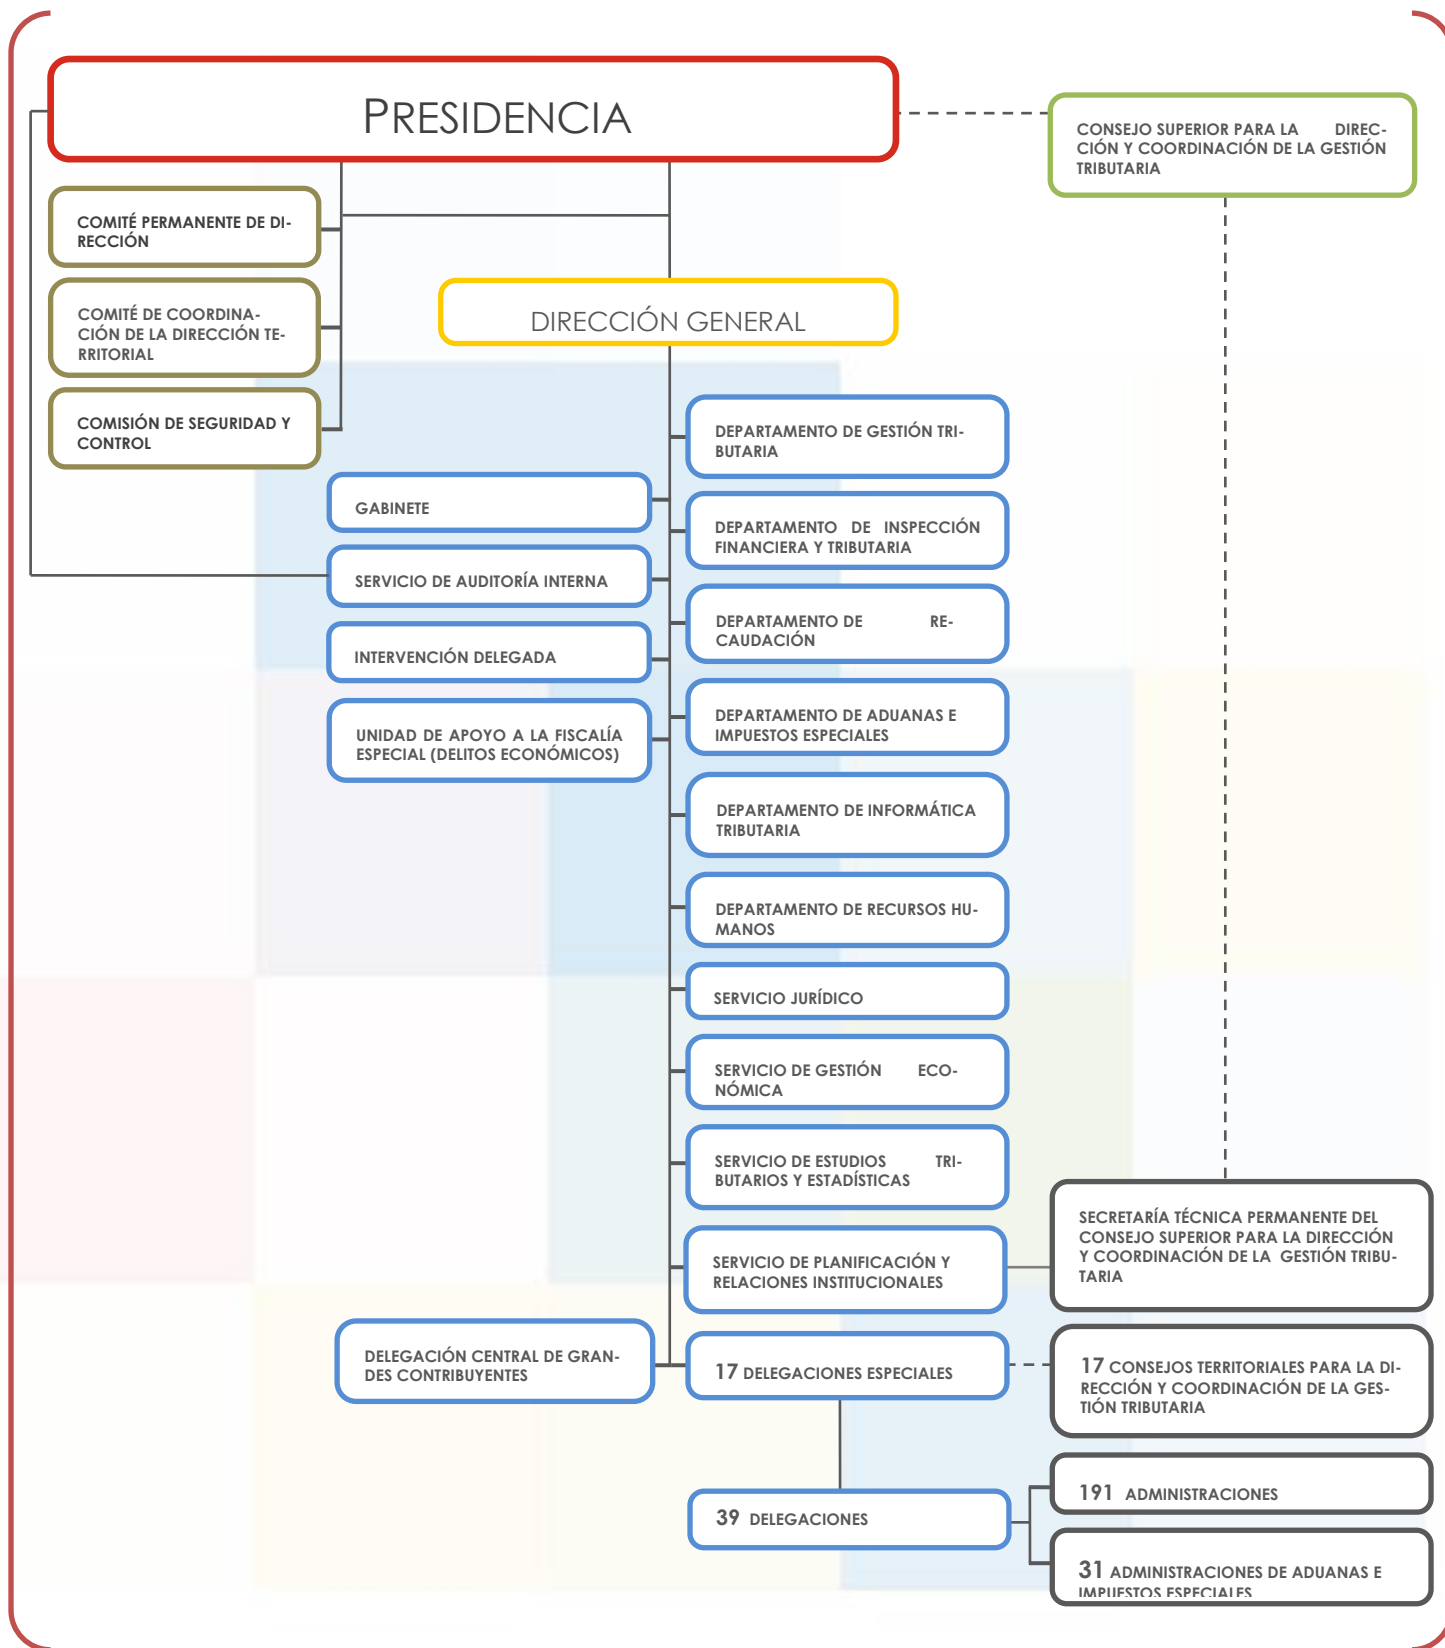 PRESIDENCIA
CONSEJO SUPERIOR PARA LA DIREC-
CIÓN Y COORDINACIÓN DE LA GESTIÓN
TRIBUTARIA
COMITÉ PERMANENTE DE DI-
RECCIÓN
COMITÉ DE COORDINA-
CIÓN DE LA DIRECCIÓN TE-
RRITORIAL
COMISIÓN DE SEGURIDAD Y
CONTROL
DIRECCIÓN GENERAL
GABINETE
SERVICIO DE AUDITORÍA INTERNA
INTERVENCIÓN DELEGADA
UNIDAD DE APOYO A LA FISCALÍA
ESPECIAL (DELITOS ECONÓMICOS)
DEPARTAMENTO DE GESTIÓN TRI-
BUTARIA
DEPARTAMENTO DE INSPECCIÓN
FINANCIERA Y TRIBUTARIA
DEPARTAMENTO DE RE-
CAUDACIÓN
DEPARTAMENTO DE ADUANAS E
IMPUESTOS ESPECIALES
DEPARTAMENTO DE INFORMÁTICA
TRIBUTARIA
DEPARTAMENTO DE RECURSOS HU-
MANOS
SERVICIO JURÍDICO
SERVICIO DE GESTIÓN ECO-
NÓMICA
SERVICIO DE ESTUDIOS TRI-
BUTARIOS Y ESTADÍSTICAS
SERVICIO DE PLANIFICACIÓN Y
RELACIONES INSTITUCIONALES
SECRETARÍA TÉCNICA PERMANENTE DEL
CONSEJO SUPERIOR PARA LA DIRECCIÓN
Y COORDINACIÓN DE LA GESTIÓN TRIBU-
TARIA
DELEGACIÓN CENTRAL DE GRAN-
DES CONTRIBUYENTES
17 DELEGACIONES ESPECIALES
17 CONSEJOS TERRITORIALES PARA LA DI-
RECCIÓN Y COORDINACIÓN DE LA GES-
TIÓN TRIBUTARIA
39 DELEGACIONES
191 ADMINISTRACIONES
31 ADMINISTRACIONES DE ADUANAS E
IMPUESTOS ESPECIALES